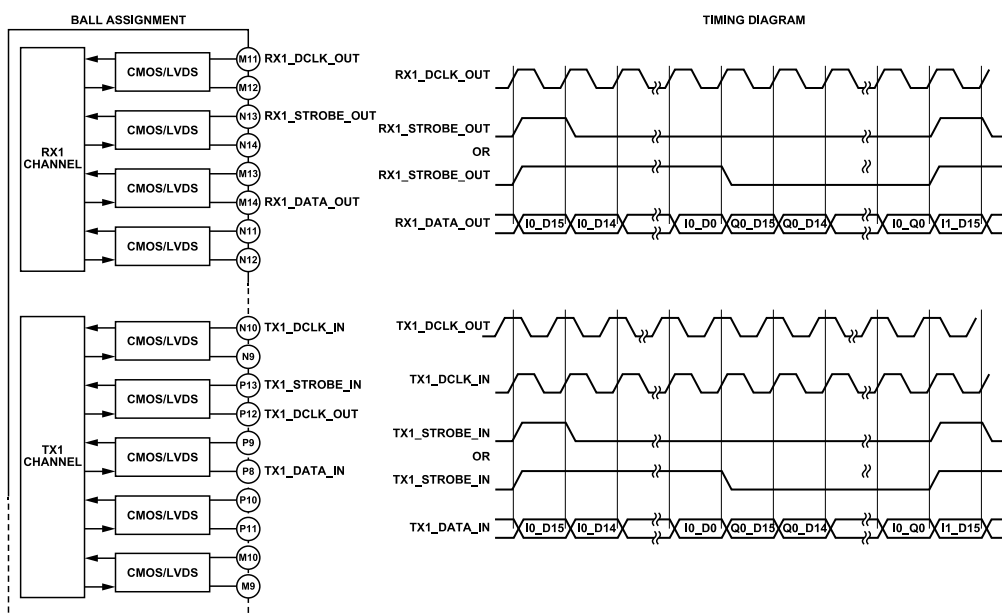 BALL ASSIGNMENT
RX1
CHANNEL
CMOS/LVDS
M11 RX1_DCLK_OUT
M12
CMOS/LVDS
N13 RX1_STROBE_OUT
N14
CMOS/LVDS
M13
M14 RX1_DATA_OUT
CMOS/LVDS
N11
N12
TX1
CHANNEL
CMOS/LVDS
N10 TX1_DCLK_IN
N9
CMOS/LVDS
P13 TX1_STROBE_IN
P12 TX1_DCLK_OUT
CMOS/LVDS
P9
P8 TX1_DATA_IN
CMOS/LVDS
P10
P11
CMOS/LVDS
M10
M9
TIMING DIAGRAM
RX1_DCLK_OUT
RX1_STROBE_OUT
OR
RX1_STROBE_OUT
RX1_DATA_OUT I0_D15 I0_D14 I0_D0 Q0_D15 Q0_D14 I0_Q0 I1_D15
TX1_DCLK_OUT
TX1_DCLK_IN
TX1_STROBE_IN
OR
TX1_STROBE_IN
TX1_DATA_IN I0_D15 I0_D14 I0_D0 Q0_D15 Q0_D14 I0_Q0 I1_D15